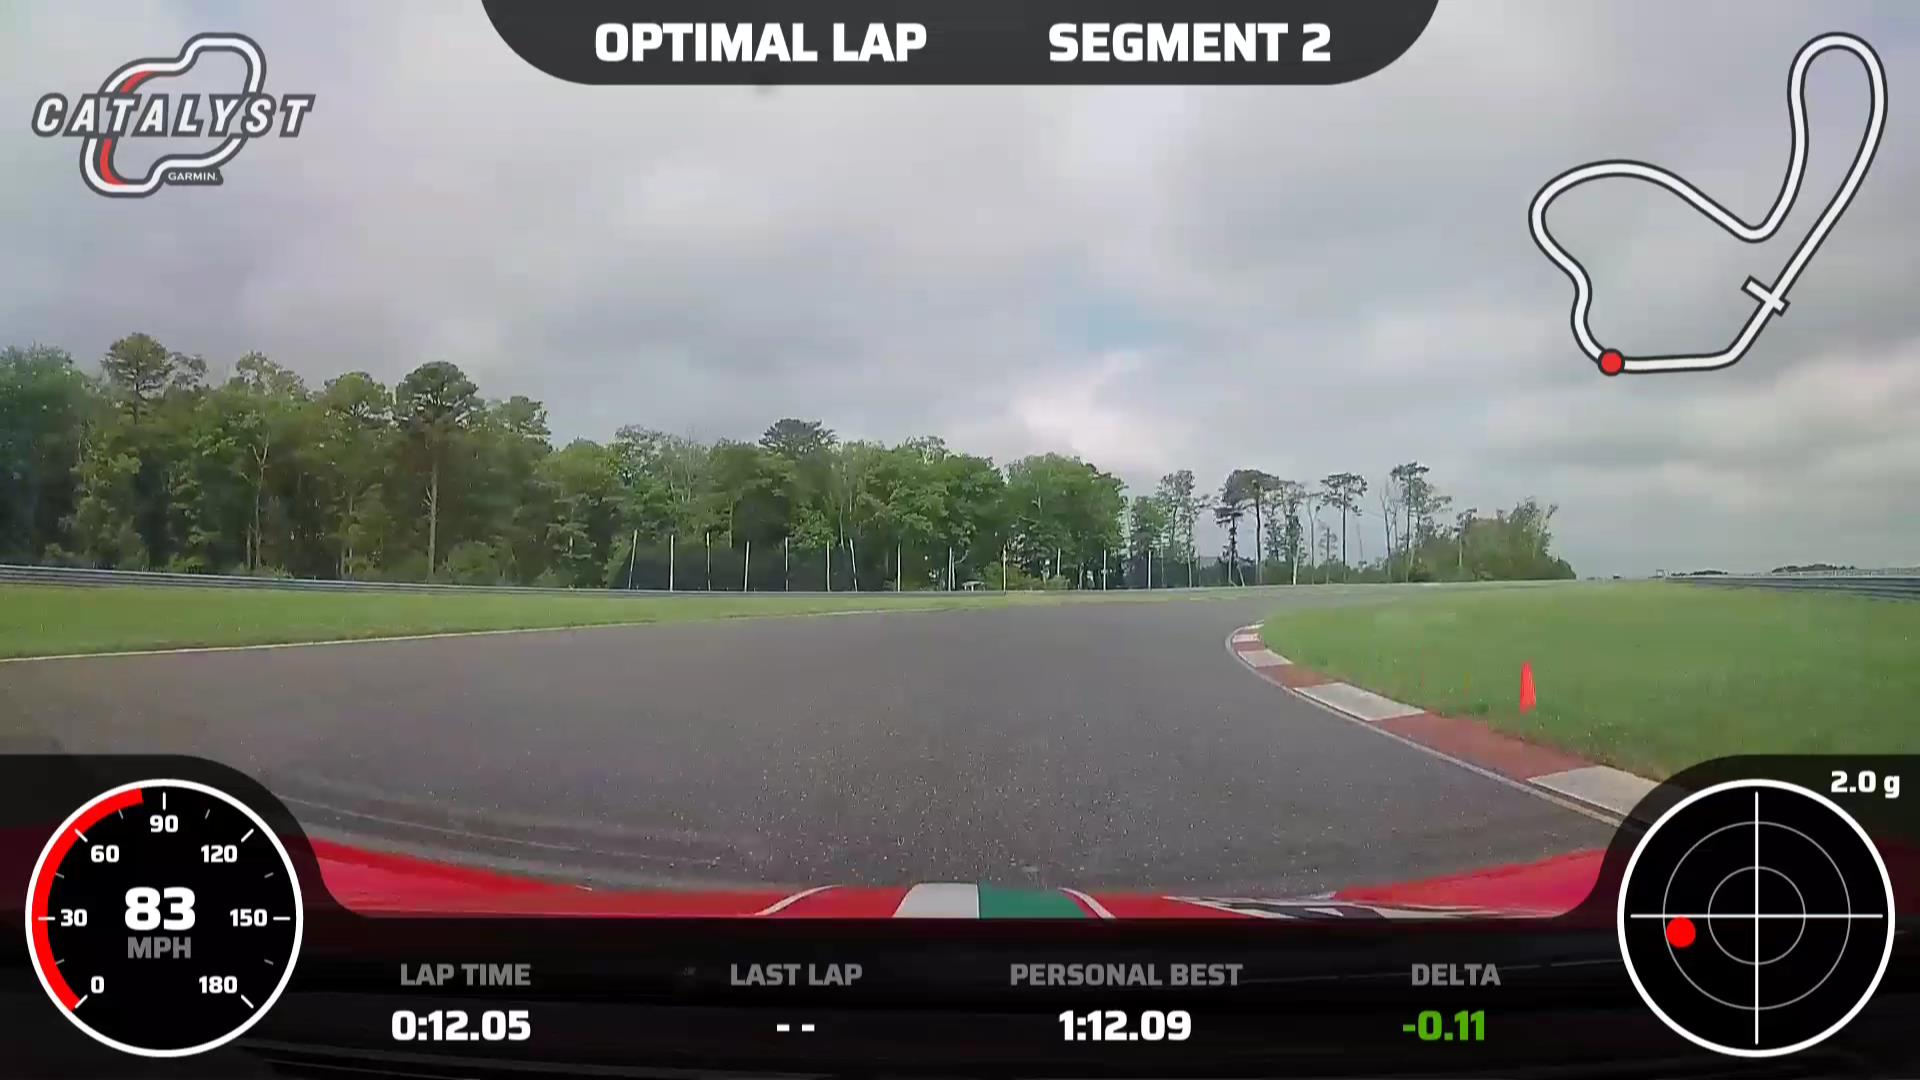 OPTIMAL LAP SEGMENT 2
CATALYST
GARMIN.
2.0 g
90
60 120
30 83 150
MPH
0 180
LAP TIME LAST LAP PERSONAL BEST DELTA
0:12.05 -- 1:12.09 -0.11